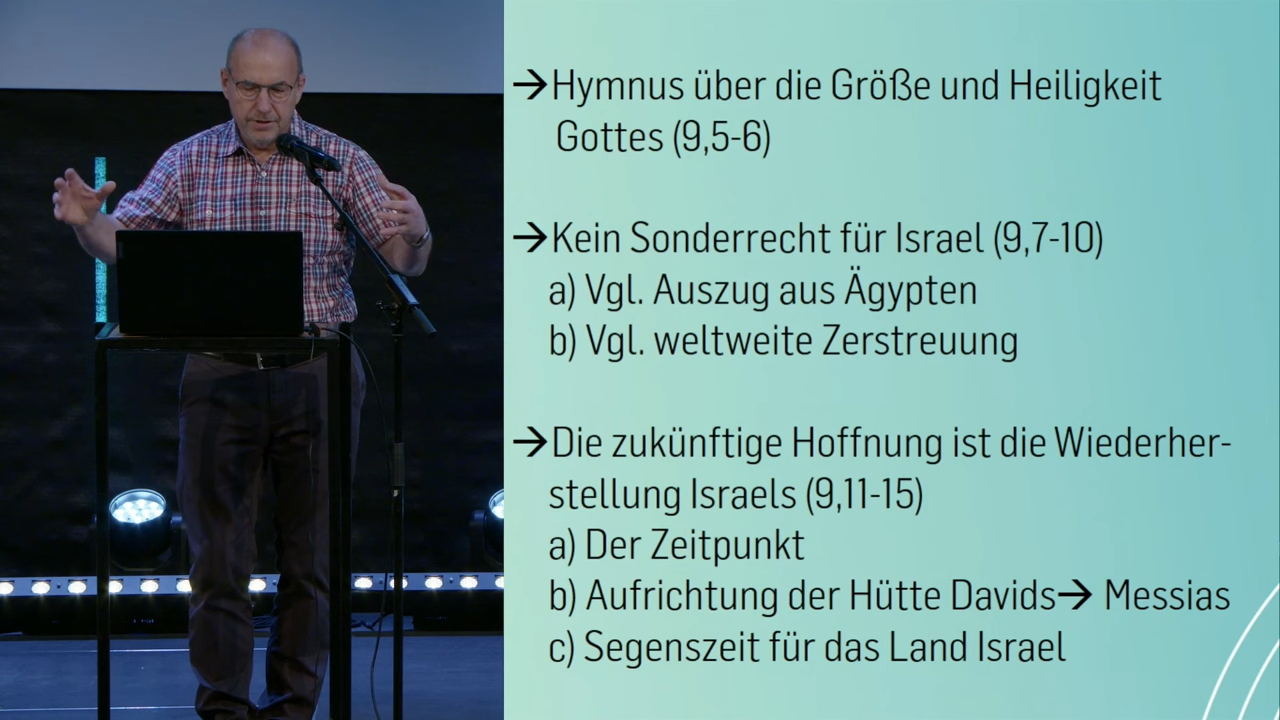 →Hymnus über die Größe und Heiligkeit
Gottes (9,5-6)
→Kein Sonderrecht für Israel (9,7-10)
a) Vgl. Auszug aus Ägypten
b) Vgl. weltweite Zerstreuung
→Die zukünftige Hoffnung ist die Wiederher-
stellung Israels (9,11-15)
a) Der Zeitpunkt
b) Aufrichtung der Hütte Davids→ Messias
c) Segenszeit für das Land Israel